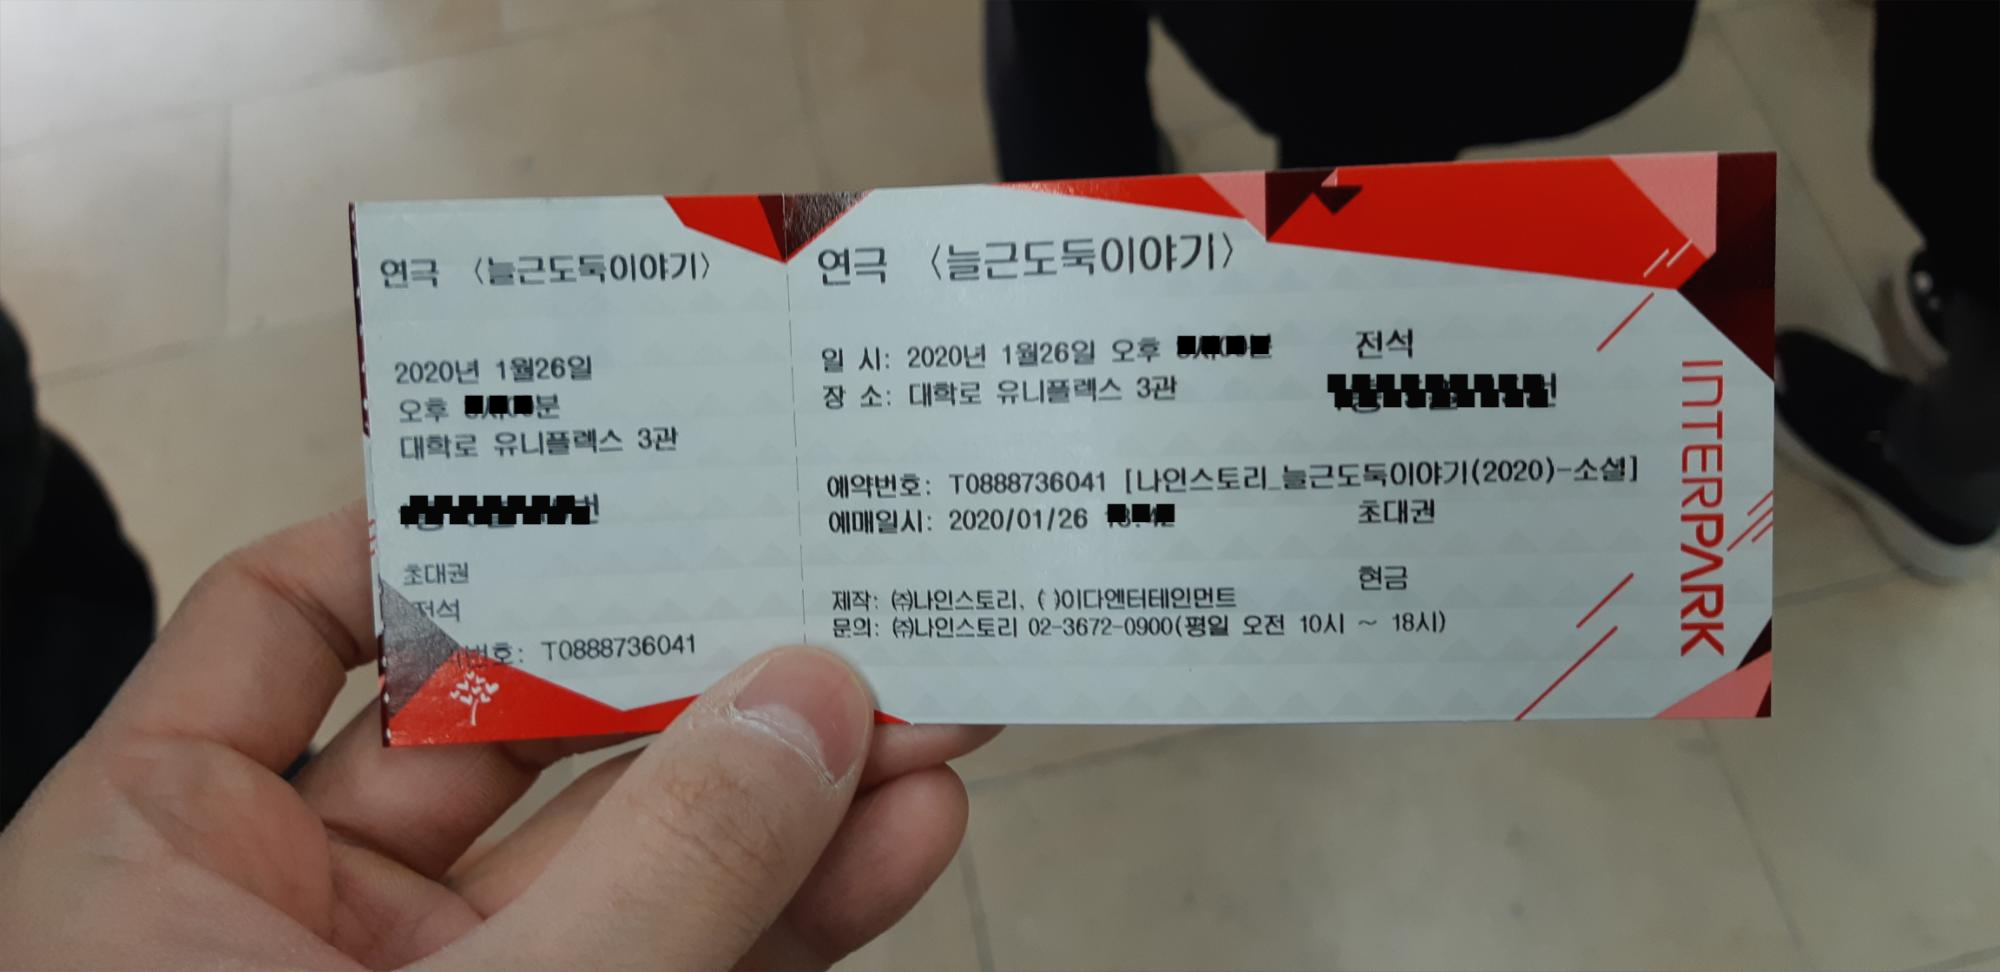 연극 〈늘근도둑이야기〉
2020년 1월26일
오후
대학로 유니플렉스 3관
초대권
전석
번호: T0888736041
연극 〈늘근도둑이야기〉
일 시: 2020년 1월26일 오후
전석
장 소: 대학로 유니플렉스 3관
예약번호: T0888736041 [나인스토리_늘근도둑이야기(2020)-소셜]
예매일시: 2020/01/26
초대권
현금
제작: ㈜나인스토리, ( )이다엔터테인먼트
문의: ㈜나인스토리 02-3672-0900(평일 오전 10시 ~ 18시)
INTERPARK